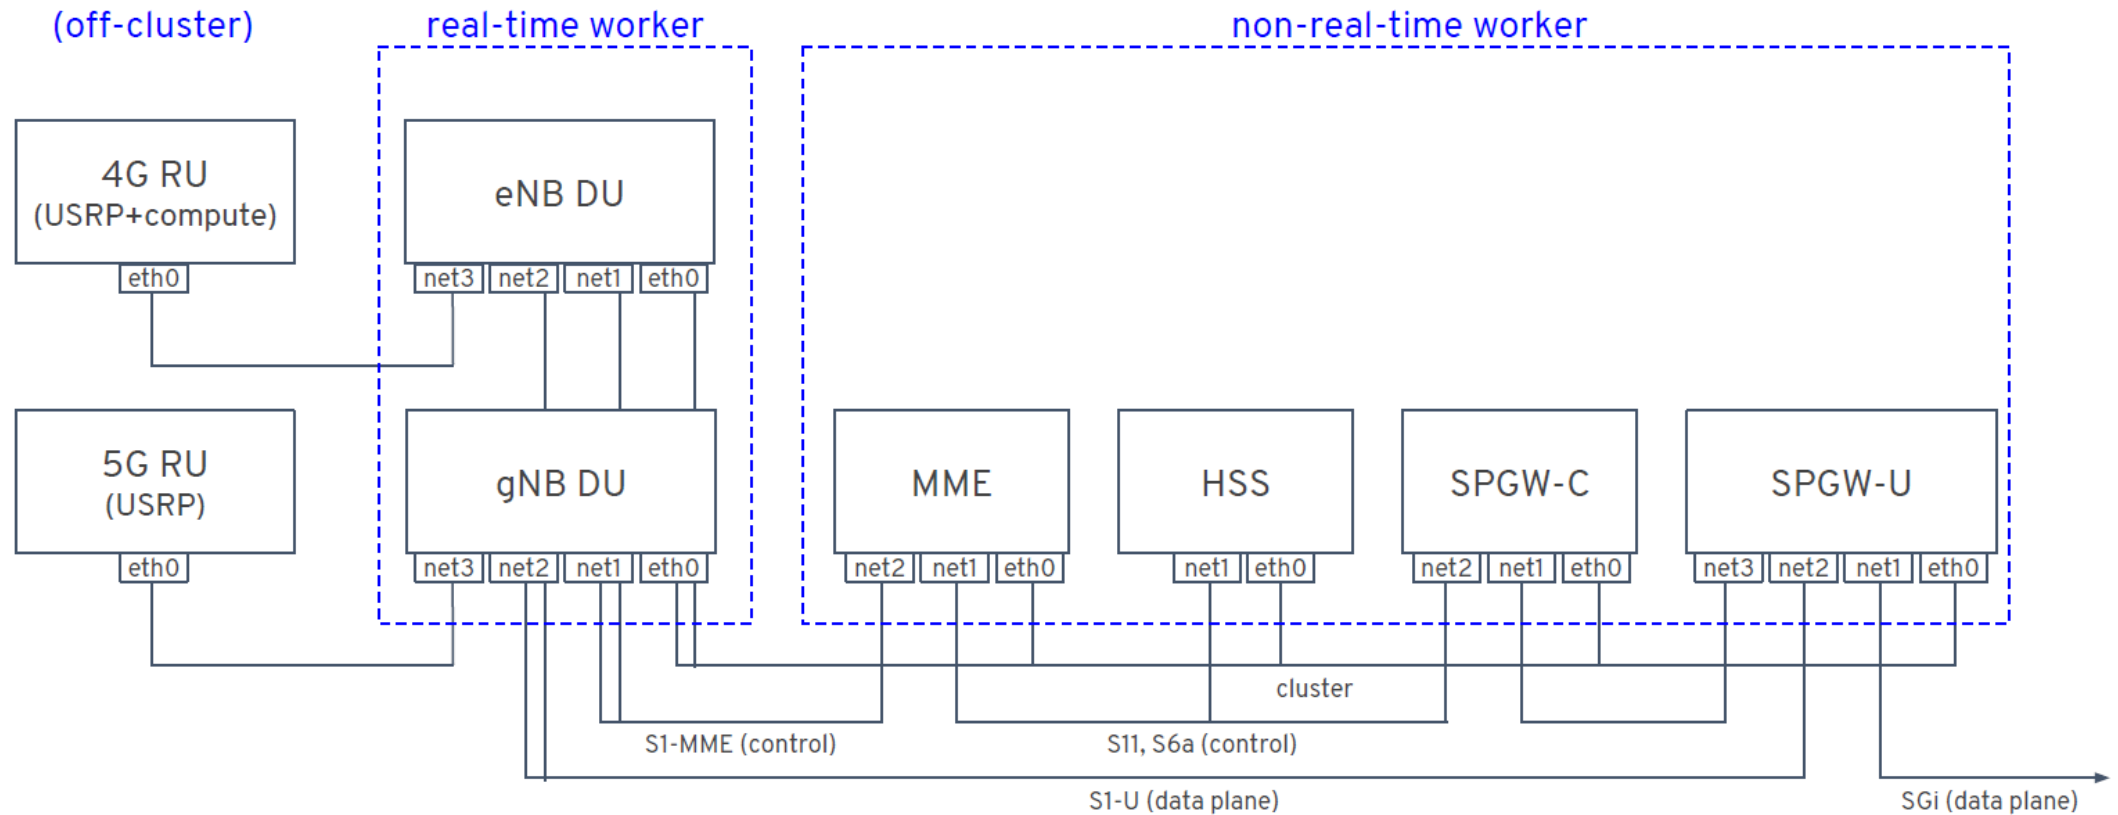 (off-cluster)
real-time worker
non-real-time worker
4G RU
(USRP+compute)
eth0
eNB DU
net3 net2 net1 eth0
5G RU
(USRP)
eth0
gNB DU
net3 net2 net1 eth0
MME
net2 net1 eth0
HSS
net1 eth0
SPGW-C
net2 net1 eth0
SPGW-U
net3 net2 net1 eth0
cluster
S1-MME (control)
S11, S6a (control)
S1-U (data plane)
SGi (data plane)